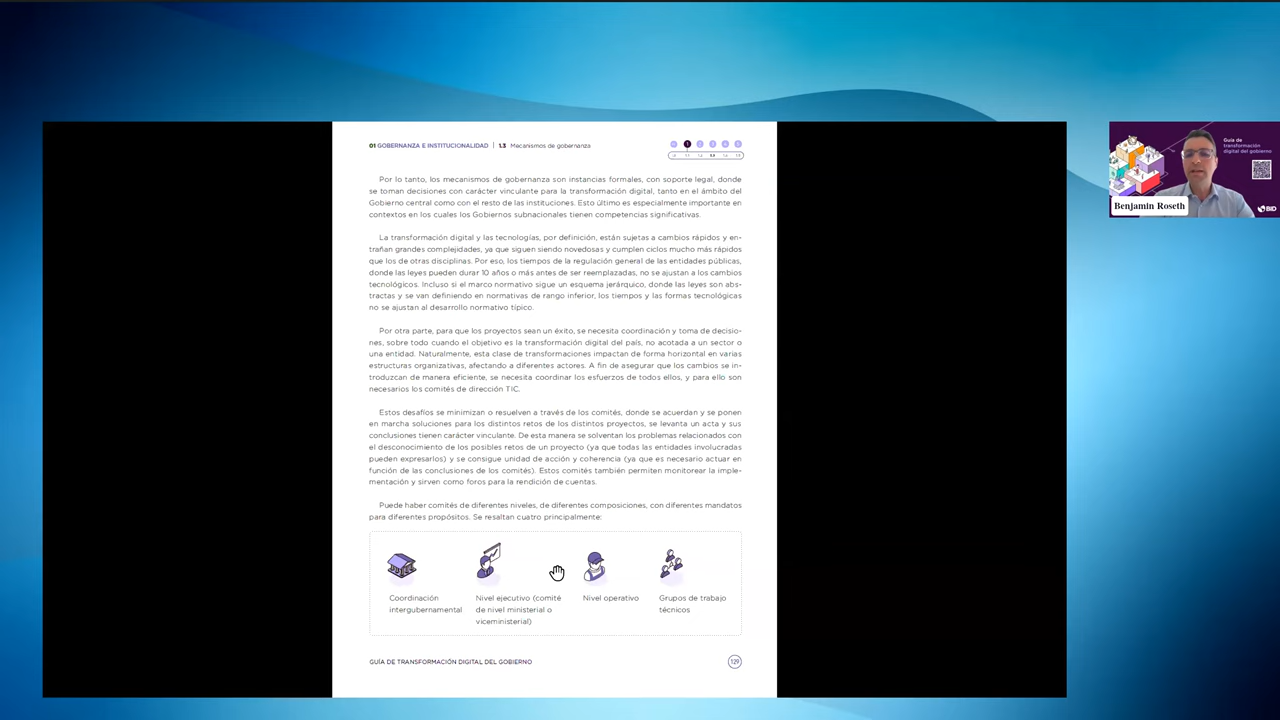 01 GOBERNANZA E INSTITUCIONALIDAD | 1.3 Mecanismos de gobernanza
Por lo tanto, los mecanismos de gobernanza son instancias formales, con soporte legal, donde
se toman decisiones con carácter vinculante para la transformación digital, tanto en el ámbito del
Gobierno central como con el resto de las instituciones. Esto último es especialmente importante en
contextos en los cuales los Gobiernos subnacionales tienen competencias significativas.
La transformación digital y las tecnologías, por definición, están sujetas a cambios rápidos y en-
trañan grandes complejidades, ya que siguen siendo novedosas y cumplen ciclos mucho más rápidos
que los de otras disciplinas. Por eso, los tiempos de la regulación general de las entidades públicas,
donde las leyes pueden durar 10 años o más antes de ser reemplazadas, no se ajustan a los cambios
tecnológicos. Incluso si el marco normativo sigue un esquema jerárquico, donde las leyes son abs-
tractas y se van definiendo en normativas de rango inferior, los tiempos y las formas tecnológicas
no se ajustan al desarrollo normativo típico.
Por otra parte, para que los proyectos sean un éxito, se necesita coordinación y toma de decisio-
nes, sobre todo cuando el objetivo es la transformación digital del país, no acotada a un sector o
una entidad. Naturalmente, esta clase de transformaciones impactan de forma horizontal en varias
estructuras organizativas, afectando a diferentes actores. A fin de asegurar que los cambios se in-
troduzcan de manera eficiente, se necesita coordinar los esfuerzos de todos ellos, y para ello son
necesarios los comités de dirección TIC.
Estos desafíos se minimizan o resuelven a través de los comités, donde se acuerdan y se ponen
en marcha soluciones para los distintos retos de los distintos proyectos, se levanta un acta y sus
conclusiones tienen carácter vinculante. De esta manera se solventan los problemas relacionados con
el desconocimiento de los posibles retos de un proyecto (ya que todas las entidades involucradas
pueden expresarlos) y se consigue unidad de acción y coherencia (ya que es necesario actuar en
función de las conclusiones de los comités). Estos comités también permiten monitorear la imple-
mentación y sirven como foros para la rendición de cuentas.
Puede haber comités de diferentes niveles, de diferentes composiciones, con diferentes mandatos
para diferentes propósitos. Se resaltan cuatro principalmente:
Coordinación
intergubernamental
Nivel ejecutivo (comité
de nivel ministerial o
viceministerial)
Nivel operativo
Grupos de trabajo
técnicos
GUÍA DE TRANSFORMACIÓN DIGITAL DEL GOBIERNO
129
Guía de
transformación
digital del gobierno
Benjamin Roseth
BID